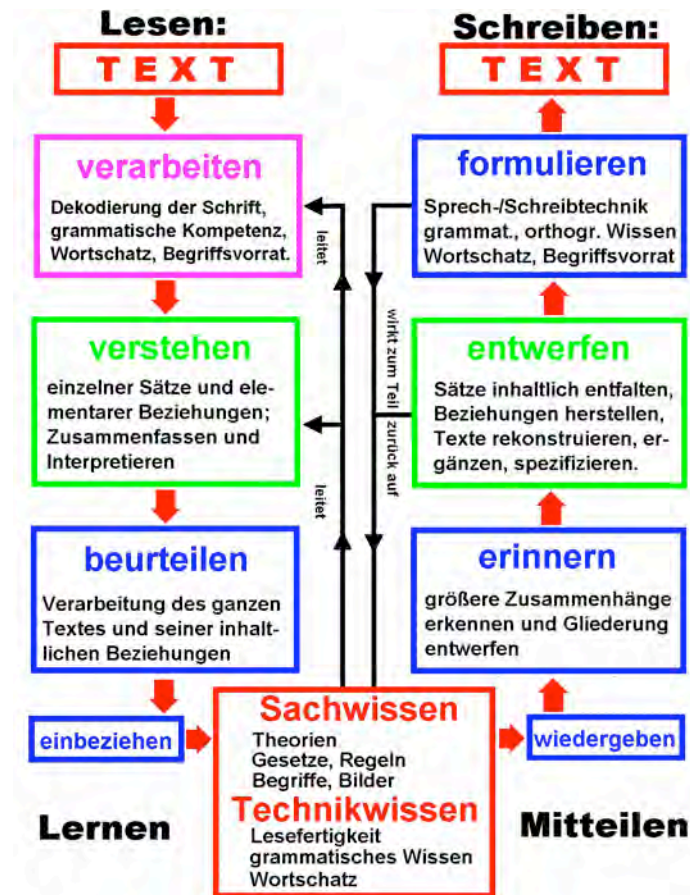 Lesen:
TEXT
verarbeiten
Dekodierung der Schrift,
grammatische Kompetenz,
Wortschatz, Begriffsvorrat.
verstehen
einzelner Sätze und ele-
mentarer Beziehungen;
Zusammenfassen und
Interpretieren
beurteilen
Verarbeitung des ganzen
Textes und seiner inhalt-
lichen Beziehungen
einbeziehen
Lernen
leitet
leitet
wirkt zum Teil zurück auf
Sachwissen
Theorien
Gesetze, Regeln
Begriffe, Bilder
Technikwissen
Lesefertigkeit
grammatisches Wissen
Wortschatz
Schreiben:
TEXT
formulieren
Sprech-/Schreibtechnik
grammat., orthogr. Wissen
Wortschatz, Begriffsvorrat
entwerfen
Sätze inhaltlich entfalten,
Beziehungen herstellen,
Texte rekonstruieren, er-
gänzen, spezifizieren.
erinnern
größere Zusammenhänge
erkennen und Gliederung
entwerfen
wiedergeben
Mitteilen